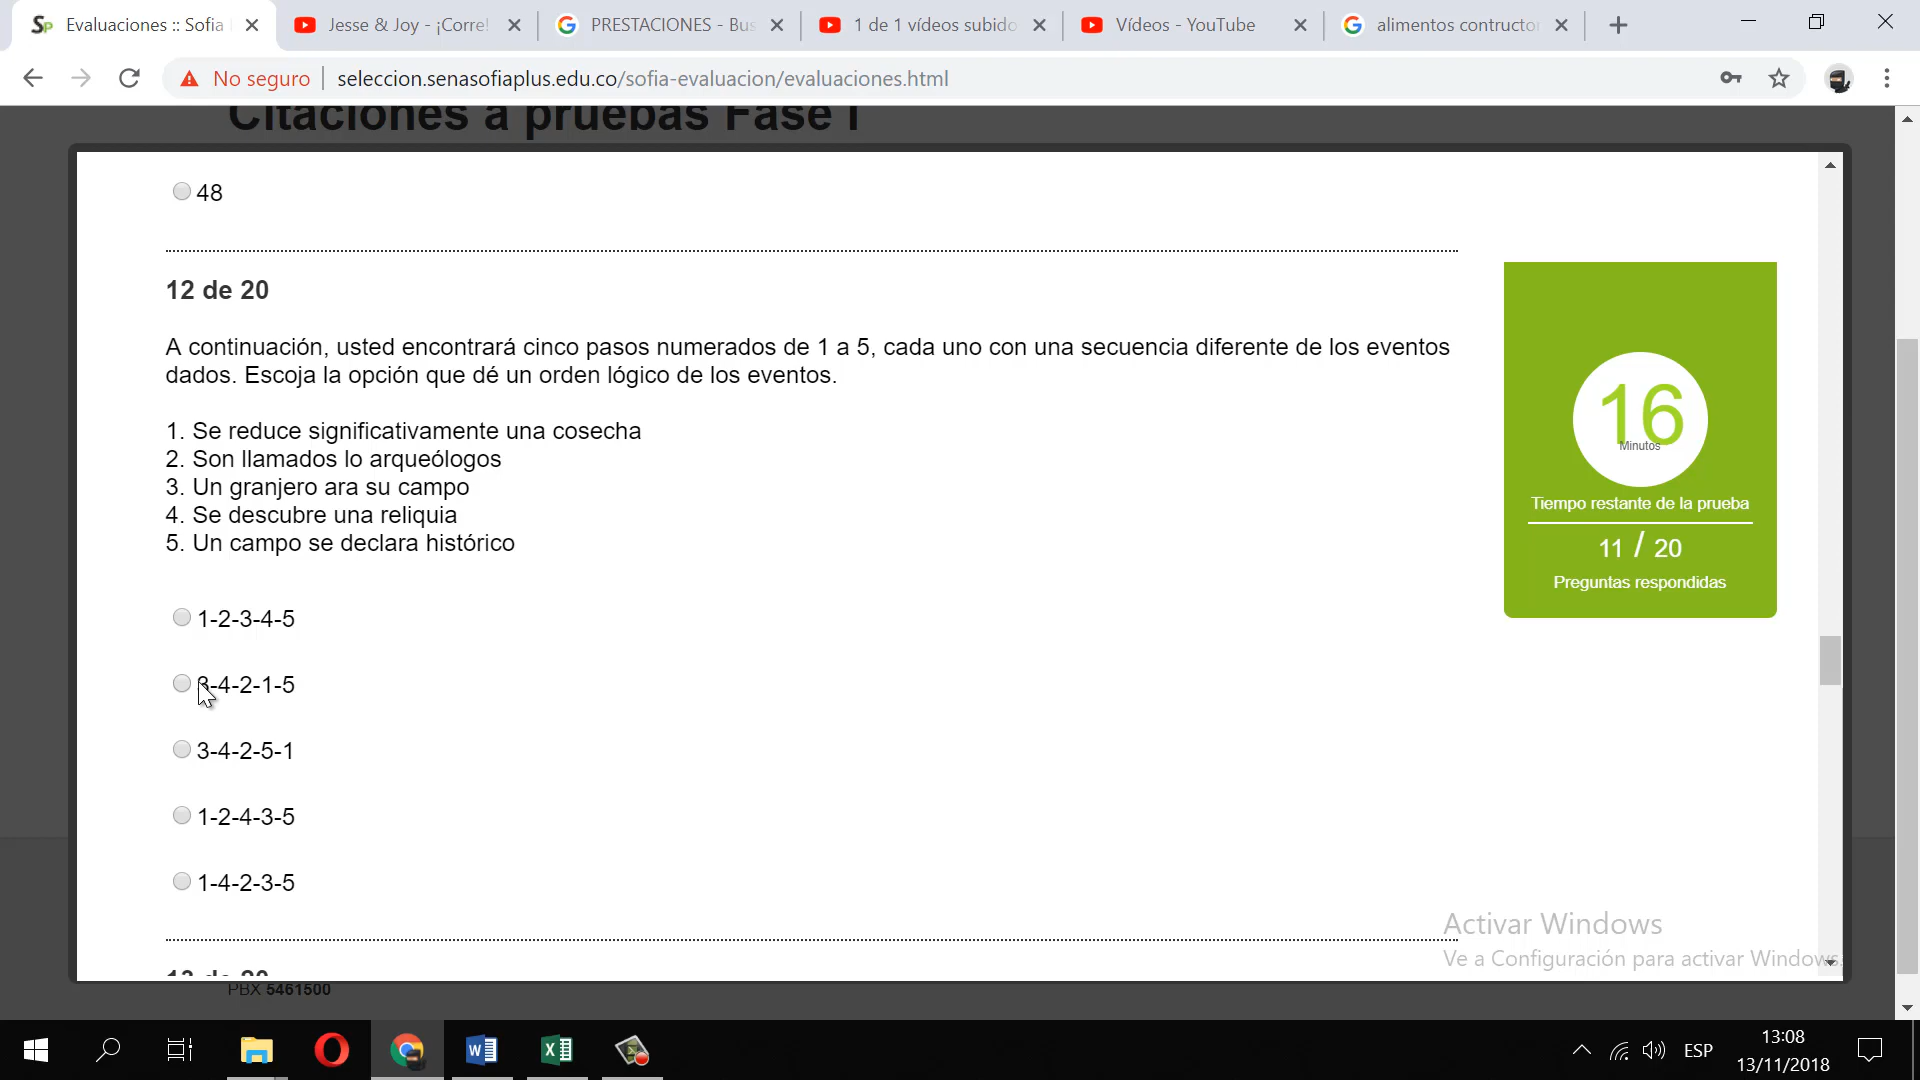 Evaluaciones :: Sofia
Jesse & Joy - ¡Corre!
PRESTACIONES - Bus
1 de 1 vídeos subido
Vídeos - YouTube
alimentos contructor
No seguro
seleccion.senasofiaplus.edu.co/sofia-evaluacion/evaluaciones.html
Citaciones a pruebas Fase I
48
12 de 20
A continuación, usted encontrará cinco pasos numerados de 1 a 5, cada uno con una secuencia diferente de los eventos
dados. Escoja la opción que dé un orden lógico de los eventos.
1. Se reduce significativamente una cosecha
2. Son llamados lo arqueólogos
3. Un granjero ara su campo
4. Se descubre una reliquia
5. Un campo se declara histórico
1-2-3-4-5
3-4-2-1-5
3-4-2-5-1
1-2-4-3-5
1-4-2-3-5
16
Minutos
Tiempo restante de la prueba
11 / 20
Preguntas respondidas
Activar Windows
Ve a Configuración para activar Windows.
13 de 20
PBX 5461500
ESP
13:08
13/11/2018